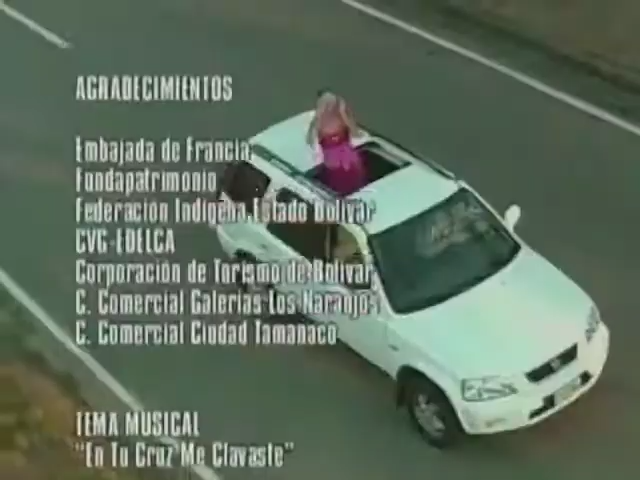 AGRADECIMIENTOS
Embajada de Francia
Fundapatrimonio
Federación Indígena Estado Bolívar
CVG-EDELCA
Corporación de Turismo de Bolívar
C. Comercial Galerías Los Naranjos
C. Comercial Ciudad Tamanaco
TEMA MUSICAL
"En Tu Cruz Me Clavaste"